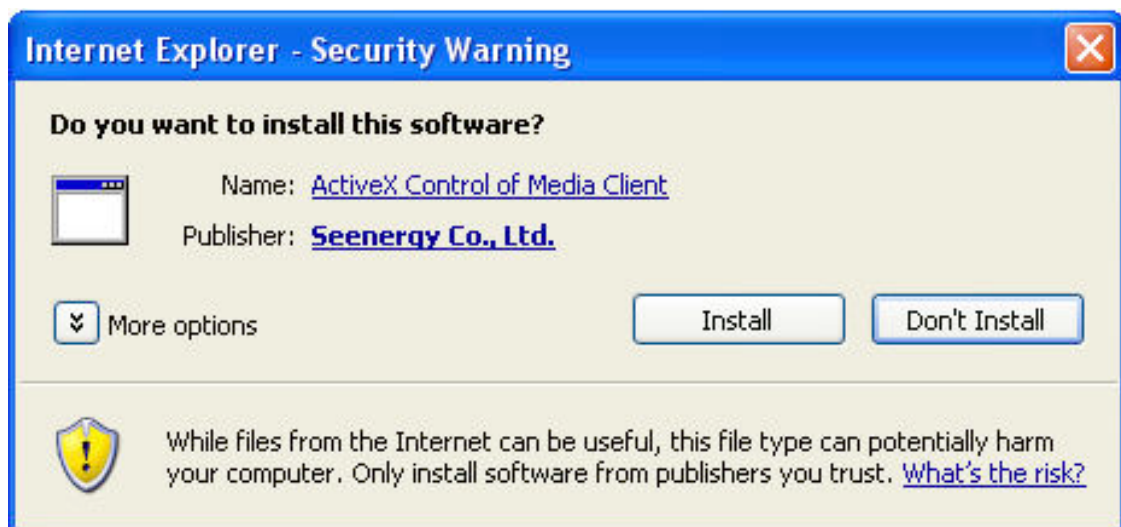 Internet Explorer - Security Warning
Do you want to install this software?
Name: ActiveX Control of Media Client
Publisher: Seenergy Co., Ltd.
More options
Install
Don't Install
While files from the Internet can be useful, this file type can potentially harm
your computer. Only install software from publishers you trust. What's the risk?